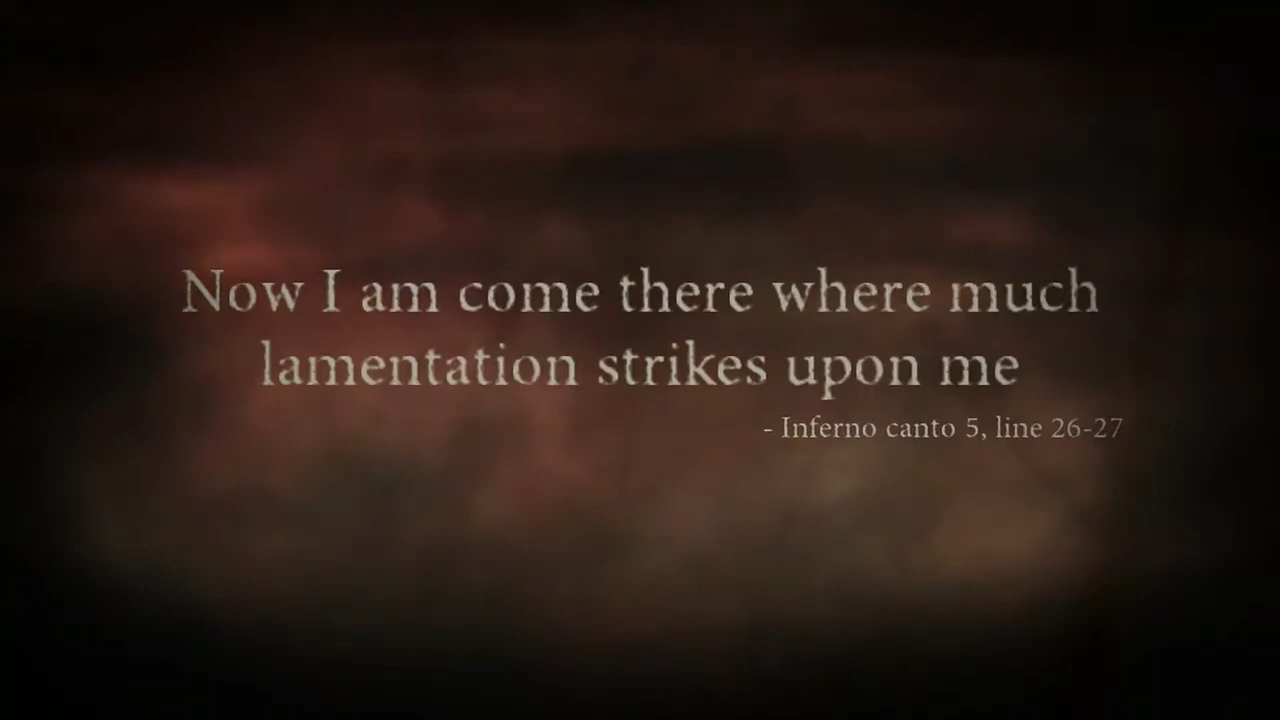 Now I am come there where much
lamentation strikes upon me
- Inferno canto 5, line 26-27